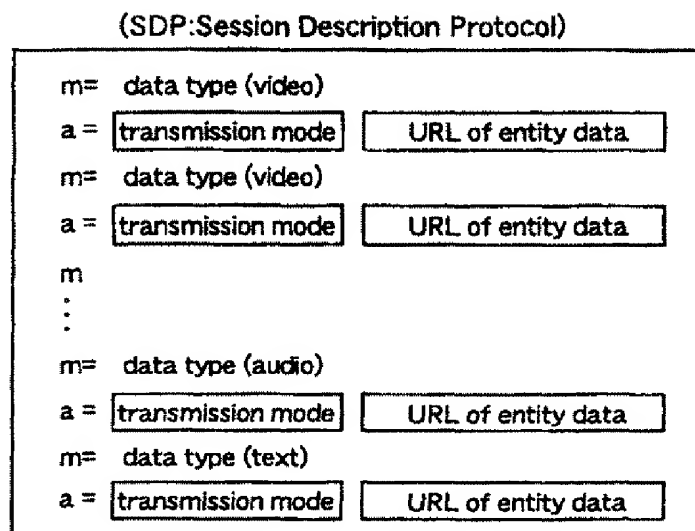 (SDP:Session Description Protocol)
m= data type (video)
a = transmission mode URL of entity data
m= data type (video)
a = transmission mode URL of entity data
m
⋮
m= data type (audio)
a = transmission mode URL of entity data
m= data type (text)
a = transmission mode URL of entity data